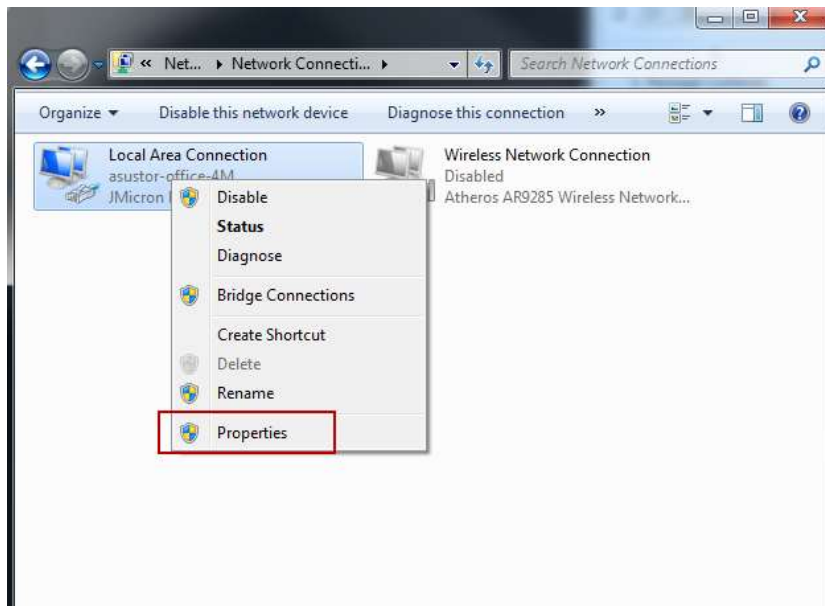 « Net... Network Connecti...
Search Network Connections
Organize Disable this network device Diagnose this connection »
Local Area Connection
asustor-office-4M
JMicron
Wireless Network Connection
Disabled
Atheros AR9285 Wireless Network...
Disable
Status
Diagnose
Bridge Connections
Create Shortcut
Delete
Rename
Properties